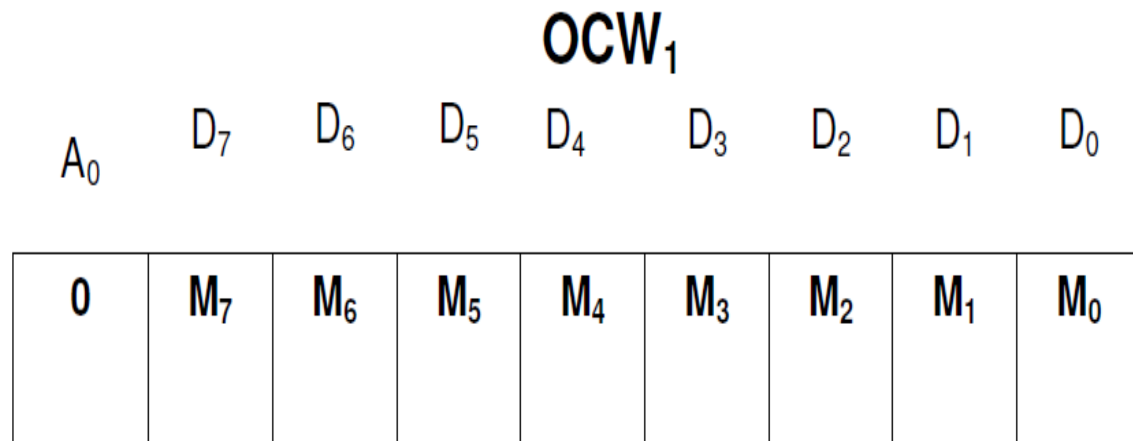 OCW₁
A₀ D₇ D₆ D₅ D₄ D₃ D₂ D₁ D₀
0 M₇ M₆ M₅ M₄ M₃ M₂ M₁ M₀